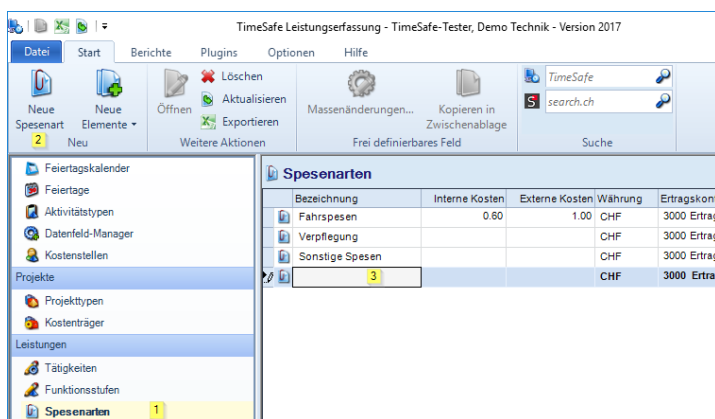 TimeSafe Leistungserfassung - TimeSafe-Tester, Demo Technik - Version 2017
Datei Start Berichte Plugins Optionen Hilfe
Neue Spesenart
2
Neue Elemente
Neu
Öffnen
Löschen
Aktualisieren
Exportieren
Weitere Aktionen
Massenänderungen...
Kopieren in Zwischenablage
Frei definierbares Feld
TimeSafe
search.ch
Suche
Feiertagskalender
Feiertage
Aktivitätstypen
Datenfeld-Manager
Kostenstellen
Projekte
Projekttypen
Kostenträger
Leistungen
Tätigkeiten
Funktionsstufen
Spesenarten 1
Spesenarten
Bezeichnung Interne Kosten Externe Kosten Währung Ertragskon
Fahrspesen 0.60 1.00 CHF 3000 Ertra
Verpflegung CHF 3000 Ertra
Sonstige Spesen CHF 3000 Ertra
3 CHF 3000 Ertra